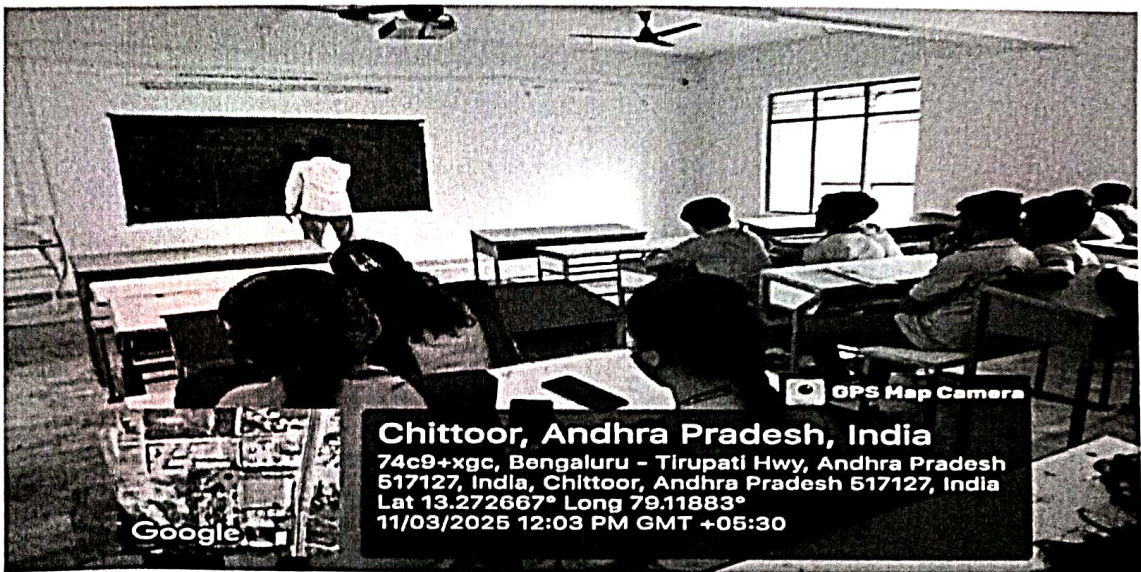 GPS Map Camera
Chittoor, Andhra Pradesh, India
74c9+xgc, Bengaluru - Tirupati Hwy, Andhra Pradesh
517127, India, Chittoor, Andhra Pradesh 517127, India
Lat 13.272667° Long 79.11883°
11/03/2025 12:03 PM GMT +05:30
Google